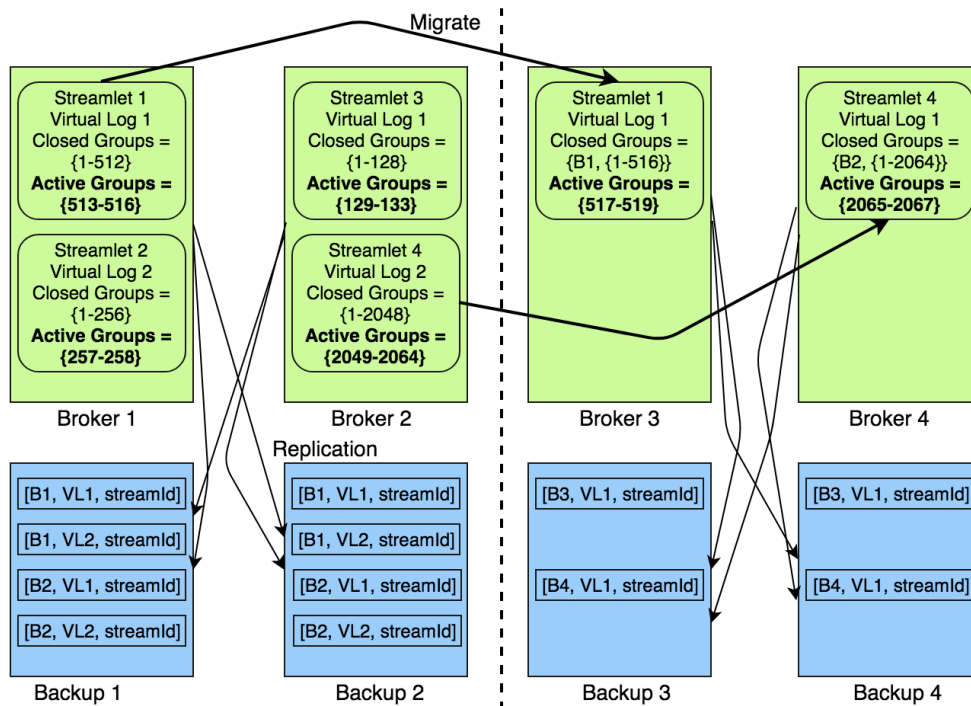 Migrate
Streamlet 1
Virtual Log 1
Closed Groups =
{1-512}
Active Groups =
{513-516}
Streamlet 2
Virtual Log 2
Closed Groups =
{1-256}
Active Groups =
{257-258}
Broker 1
Streamlet 3
Virtual Log 1
Closed Groups =
{1-128}
Active Groups =
{129-133}
Streamlet 4
Virtual Log 2
Closed Groups =
{1-2048}
Active Groups =
{2049-2064}
Broker 2
Streamlet 1
Virtual Log 1
Closed Groups =
{B1, {1-516}}
Active Groups =
{517-519}
Broker 3
Streamlet 4
Virtual Log 1
Closed Groups =
{B2, {1-2064}}
Active Groups =
{2065-2067}
Broker 4
Replication
[B1, VL1, streamId]
[B1, VL2, streamId]
[B2, VL1, streamId]
[B2, VL2, streamId]
Backup 1
[B1, VL1, streamId]
[B1, VL2, streamId]
[B2, VL1, streamId]
[B2, VL2, streamId]
Backup 2
[B3, VL1, streamId]
[B4, VL1, streamId]
Backup 3
[B3, VL1, streamId]
[B4, VL1, streamId]
Backup 4